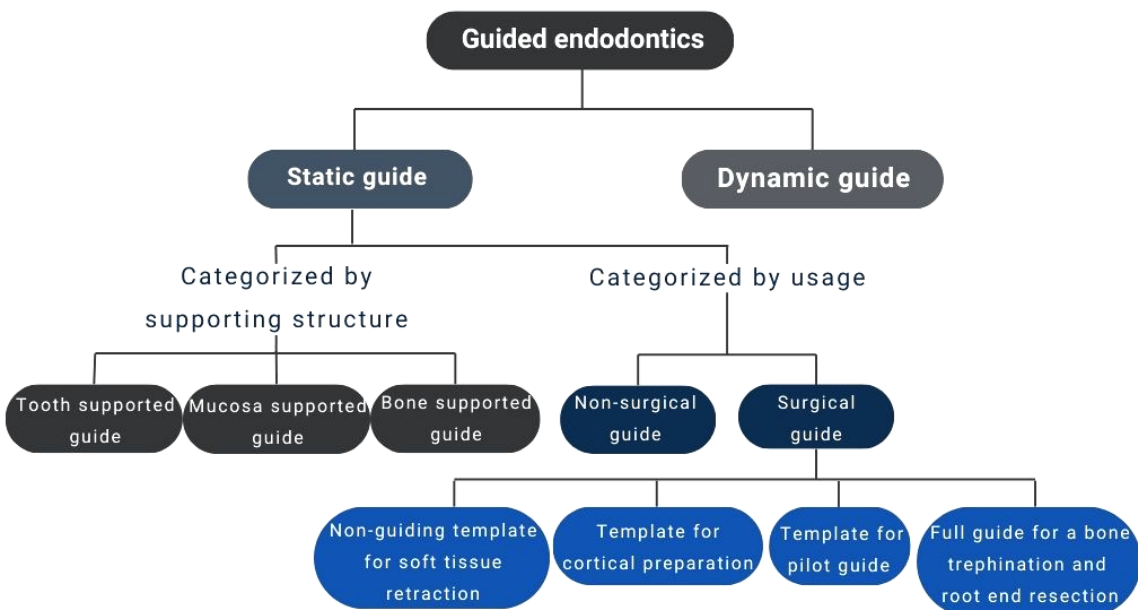 Guided endodontics
Static guide
Dynamic guide
Categorized by
supporting structure
Categorized by usage
Tooth supported
guide
Mucosa supported
guide
Bone supported
guide
Non-surgical
guide
Surgical
guide
Non-guiding template
for soft tissue
retraction
Template for
cortical preparation
Template for
pilot guide
Full guide for a bone
trephination and
root end resection